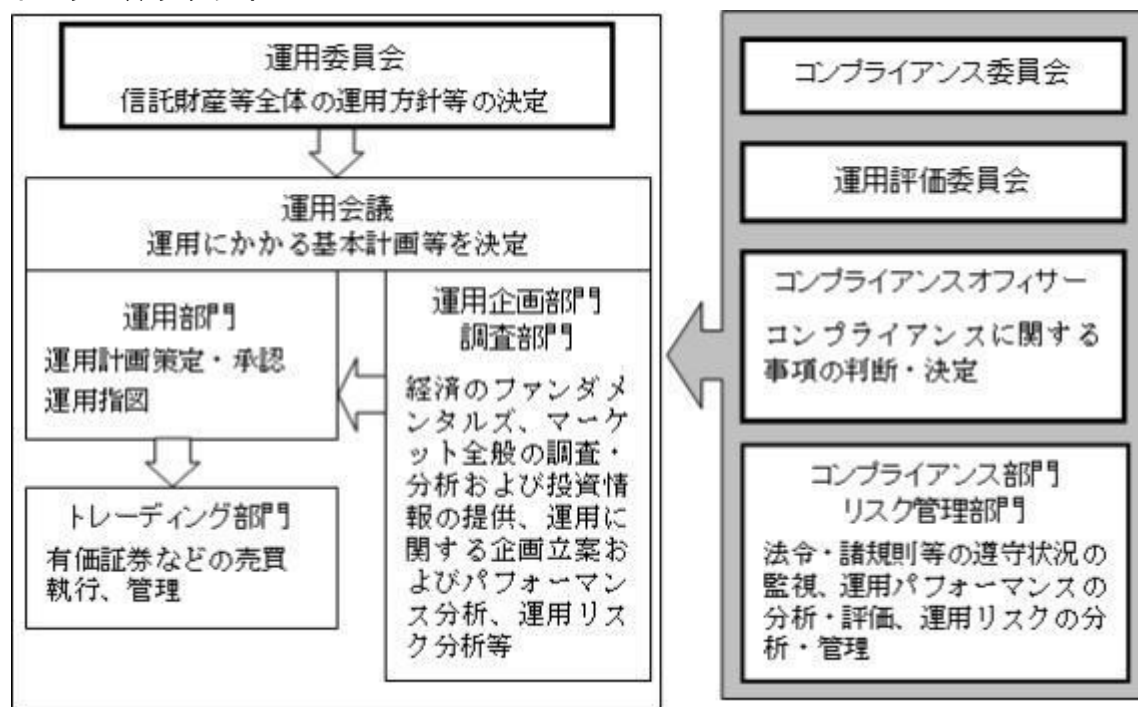 運用委員会
信託財産等全体の運用方針等の決定
運用会議
運用にかかる基本計画等を決定
運用部門
運用計画策定・承認
運用指図
トレーディング部門
有価証券などの売買
執行、管理
運用企画部門
調査部門
経済のファンダメ
ンタルズ、マーケ
ット全般の調査・
分析および投資情
報の提供、運用に
関する企画立案お
よびパフォーマン
ス分析、運用リス
ク分析等
コンプライアンス委員会
運用評価委員会
コンプライアンスオフィサー
コンプライアンスに関する
事項の判断・決定
コンプライアンス部門
リスク管理部門
法令・諸規則等の遵守状況の
監視、運用パフォーマンスの
分析・評価、運用リスクの分
析・管理